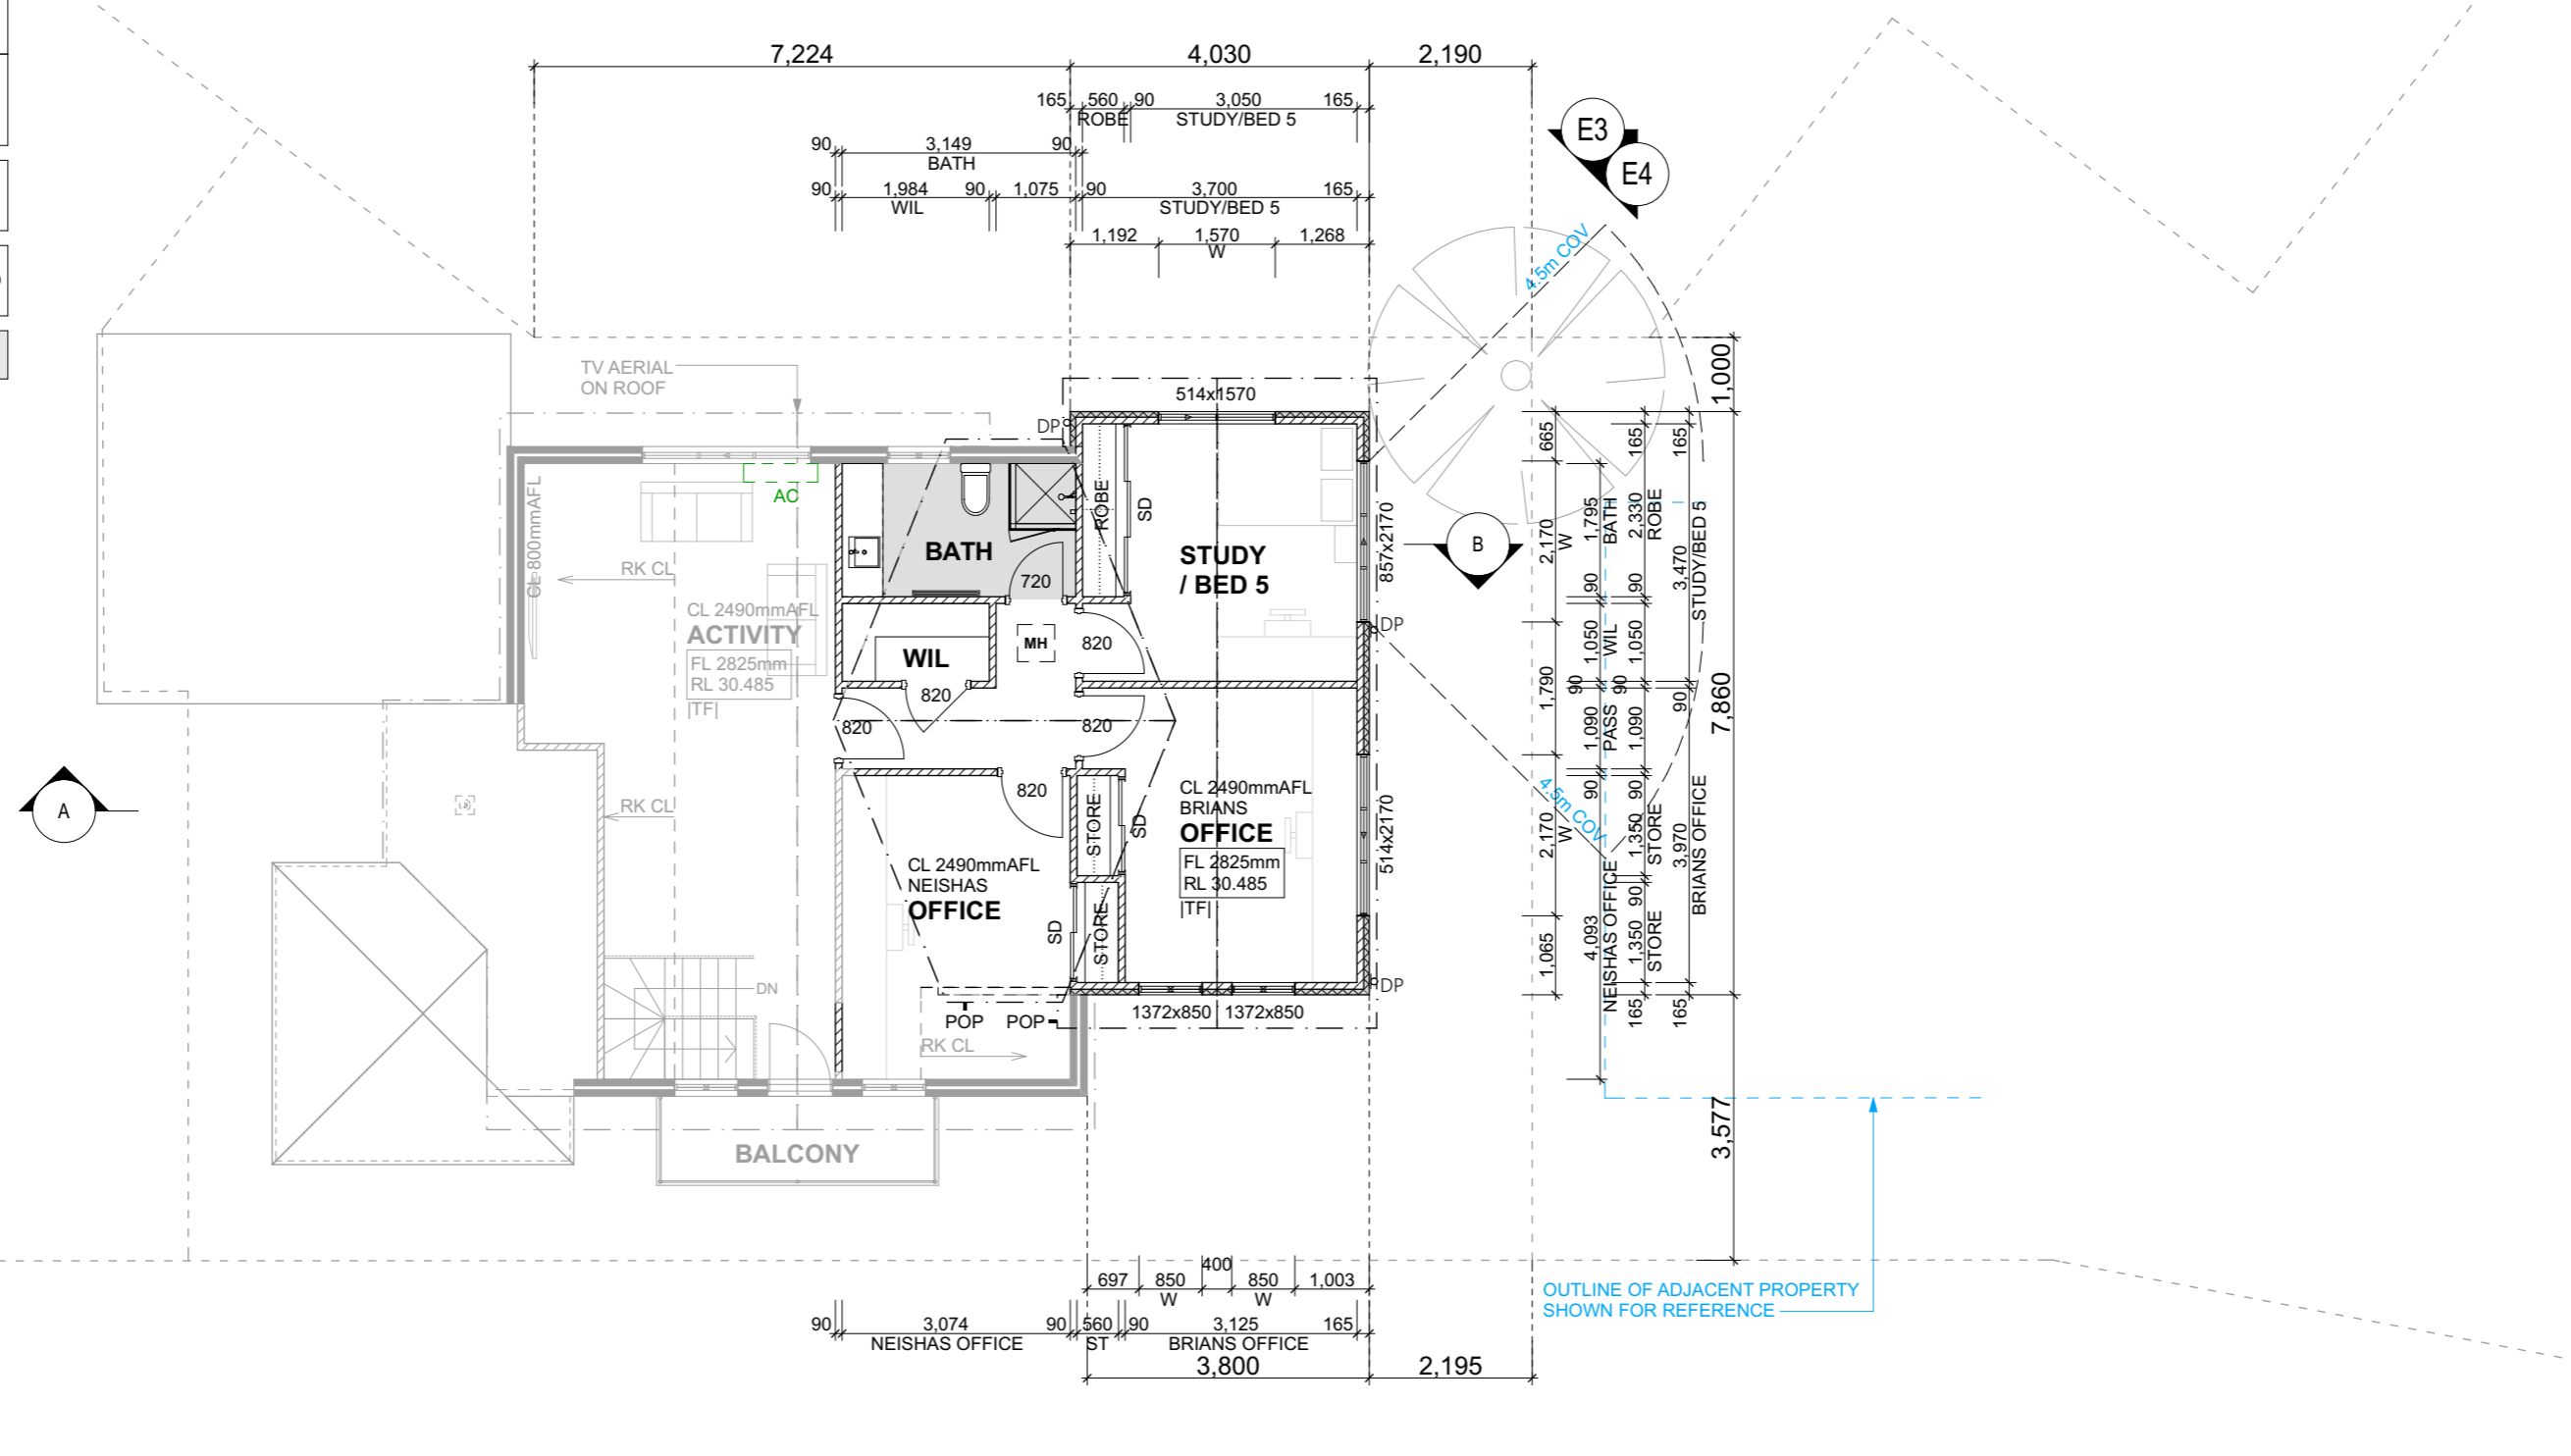 7,224
4,030
2,190
165
560
90
3,050
165
ROBE
STUDY/BED 5
90
3,149
90
BATH
90
1,984
90
1,075
90
3,700
165
WIL
STUDY/BED 5
1,192
1,570
1,268
W
E3
E4
4.5m COV
TV AERIAL
ON ROOF
514x1570
DP
1,000
AC
CL 800mmAFL
RK CL
BATH
720
ROBE
SD
STUDY
/ BED 5
857x2170
B
DP
CL 2490mmAFL
ACTIVITY
FL 2825mm
RL 30.485
|TF|
WIL
820
MH
820
820
820
820
RK CL
A
STORE
SD
CL 2490mmAFL
BRIANS
OFFICE
FL 2825mm
RL 30.485
|TF|
514x2170
CL 2490mmAFL
NEISHAS
OFFICE
SD
STORE
DN
DP
POP
POP
RK CL
1372x850
1372x850
BALCONY
4.5m COV
665
2,170
W
1,790
2,170
W
1,065
1,795
BATH
90
1,050
WIL
90
1,090
PASS
90
4,093
NEISHAS OFFICE
165
2,330
ROBE
90
1,050
90
1,090
90
1,350
STORE
90
1,350
STORE
165
165
3,470
STUDY/BED 5
90
3,970
BRIANS OFFICE
165
7,860
3,577
400
697
850
850
1,003
W
W
90
3,074
90
560
90
3,125
165
NEISHAS OFFICE
ST
BRIANS OFFICE
3,800
2,195
OUTLINE OF ADJACENT PROPERTY
SHOWN FOR REFERENCE